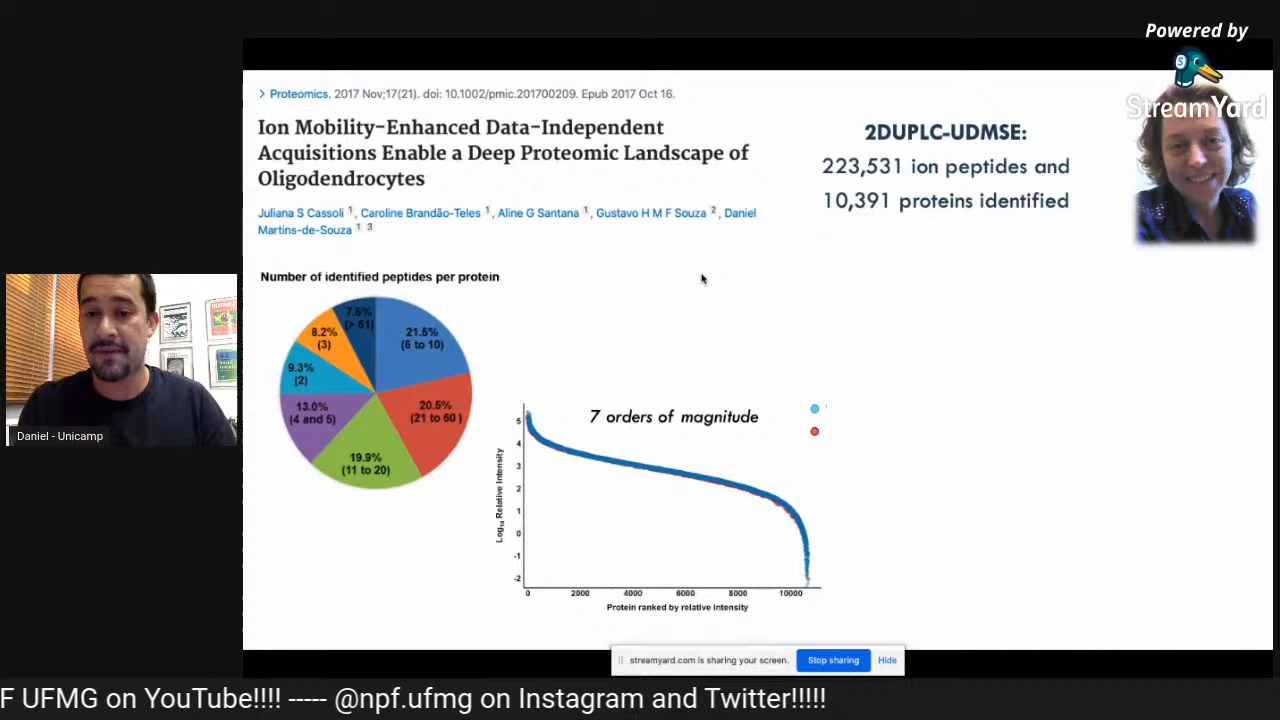 Powered by
StreamYard
> Proteomics. 2017 Nov;17(21). doi: 10.1002/pmic.201700209. Epub 2017 Oct 16.
Ion Mobility-Enhanced Data-Independent
Acquisitions Enable a Deep Proteomic Landscape of
Oligodendrocytes
Juliana S Cassoli 1, Caroline Brandão-Teles 1, Aline G Santana 1, Gustavo H M F Souza 2, Daniel
Martins-de-Souza 1 3
2DUPLC-UDMSE:
223,531 ion peptides and
10,391 proteins identified
Number of identified peptides per protein
7.6%
(> 61)
21.5%
(6 to 10)
20.5%
(21 to 60 )
19.9%
(11 to 20)
13.0%
(4 and 5)
9.3%
(2)
8.2%
(3)
7 orders of magnitude
Log10 Relative Intensity
5
4
3
2
1
0
-1
-2
0 2000 4000 6000 8000 10000
Protein ranked by relative intensity
Daniel - Unicamp
streamyard.com is sharing your screen.
Stop sharing
Hide
F UFMG on YouTube!!!! ----- @npf.ufmg on Instagram and Twitter!!!!!